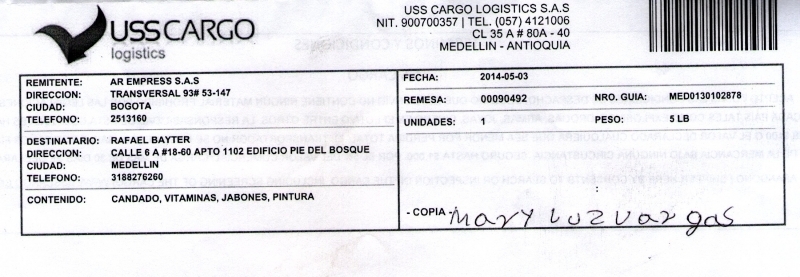 USSCARGO
logistics
USS CARGO LOGISTICS S.A.S
NIT. 900700357 | TEL. (057) 4121006
CL 35 A # 80A - 40
MEDELLIN - ANTIOQUIA
REMITENTE: AR EMPRESS S.A.S
DIRECCION: TRANSVERSAL 93# 53-147
CIUDAD: BOGOTA
TELEFONO: 2513160
DESTINATARIO: RAFAEL BAYTER
DIRECCION: CALLE 6 A #18-60 APTO 1102 EDIFICIO PIE DEL BOSQUE
CIUDAD: MEDELLIN
TELEFONO: 3188276260
CONTENIDO: CANDADO, VITAMINAS, JABONES, PINTURA
FECHA: 2014-05-03
REMESA: 00090492 NRO. GUIA: MED0130102878
UNIDADES: 1 PESO: 5 LB
- COPIA - Mary Luz Vargas